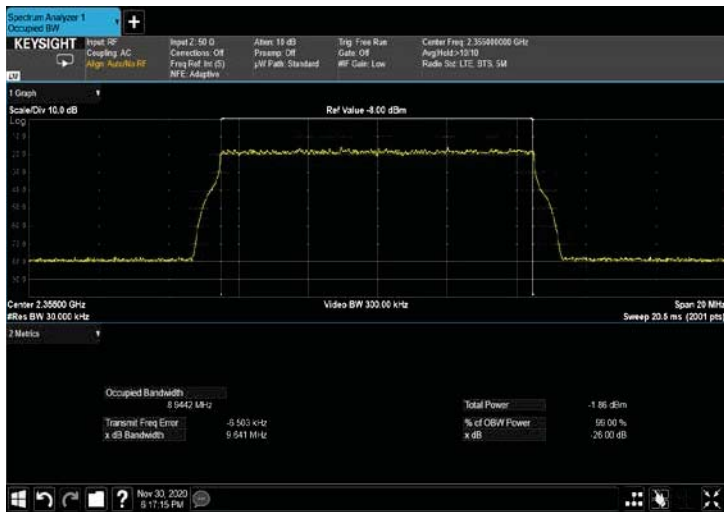 Spectrum Analyzer 1
Occupied BW
+
KEYSIGHT
Input: RF
Coupling: AC
Align: Auto/No RF
Input Z: 50 Ω
Corrections: Off
Freq Ref: Int (S)
NFE: Adaptive
Atten: 10 dB
Preamp: Off
µW Path: Standard
Trig: Free Run
Gate: Off
#IF Gain: Low
Center Freq: 2.355000000 GHz
Avg|Hold:>10/10
Radio Std: LTE, BTS, 5M
1 Graph
Scale/Div 10.0 dB
Ref Value -8.00 dBm
Log
Center 2.35500 GHz
Video BW 300.00 kHz
Span 20 MHz
#Res BW 30.000 kHz
Sweep 20.5 ms (2001 pts)
2 Metrics
Occupied Bandwidth
8.9442 MHz
Total Power
-1.86 dBm
Transmit Freq Error
-6.503 kHz
% of OBW Power
99.00 %
x dB Bandwidth
9.641 MHz
x dB
-26.00 dB
?
Nov 30, 2020
6:17:15 PM